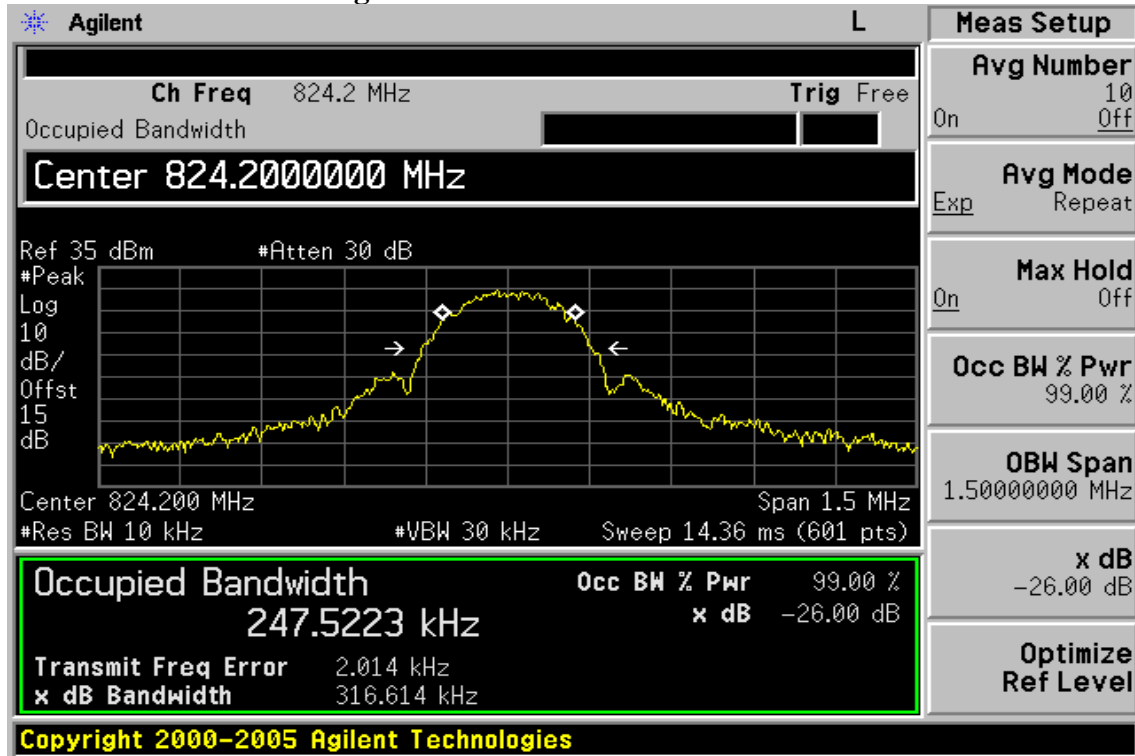 Agilent L
Ch Freq 824.2 MHz Trig Free
Occupied Bandwidth
Center 824.2000000 MHz
Ref 35 dBm #Atten 30 dB
#Peak
Log
10
dB/
Offst
15
dB
Center 824.200 MHz Span 1.5 MHz
#Res BW 10 kHz #VBW 30 kHz Sweep 14.36 ms (601 pts)
Occupied Bandwidth Occ BW % Pwr 99.00 %
247.5223 kHz x dB -26.00 dB
Transmit Freq Error 2.014 kHz
x dB Bandwidth 316.614 kHz
Copyright 2000-2005 Agilent Technologies
Meas Setup
Avg Number
10
On Off
Avg Mode
Exp Repeat
Max Hold
On Off
Occ BW % Pwr
99.00 %
OBW Span
1.50000000 MHz
x dB
-26.00 dB
Optimize
Ref Level